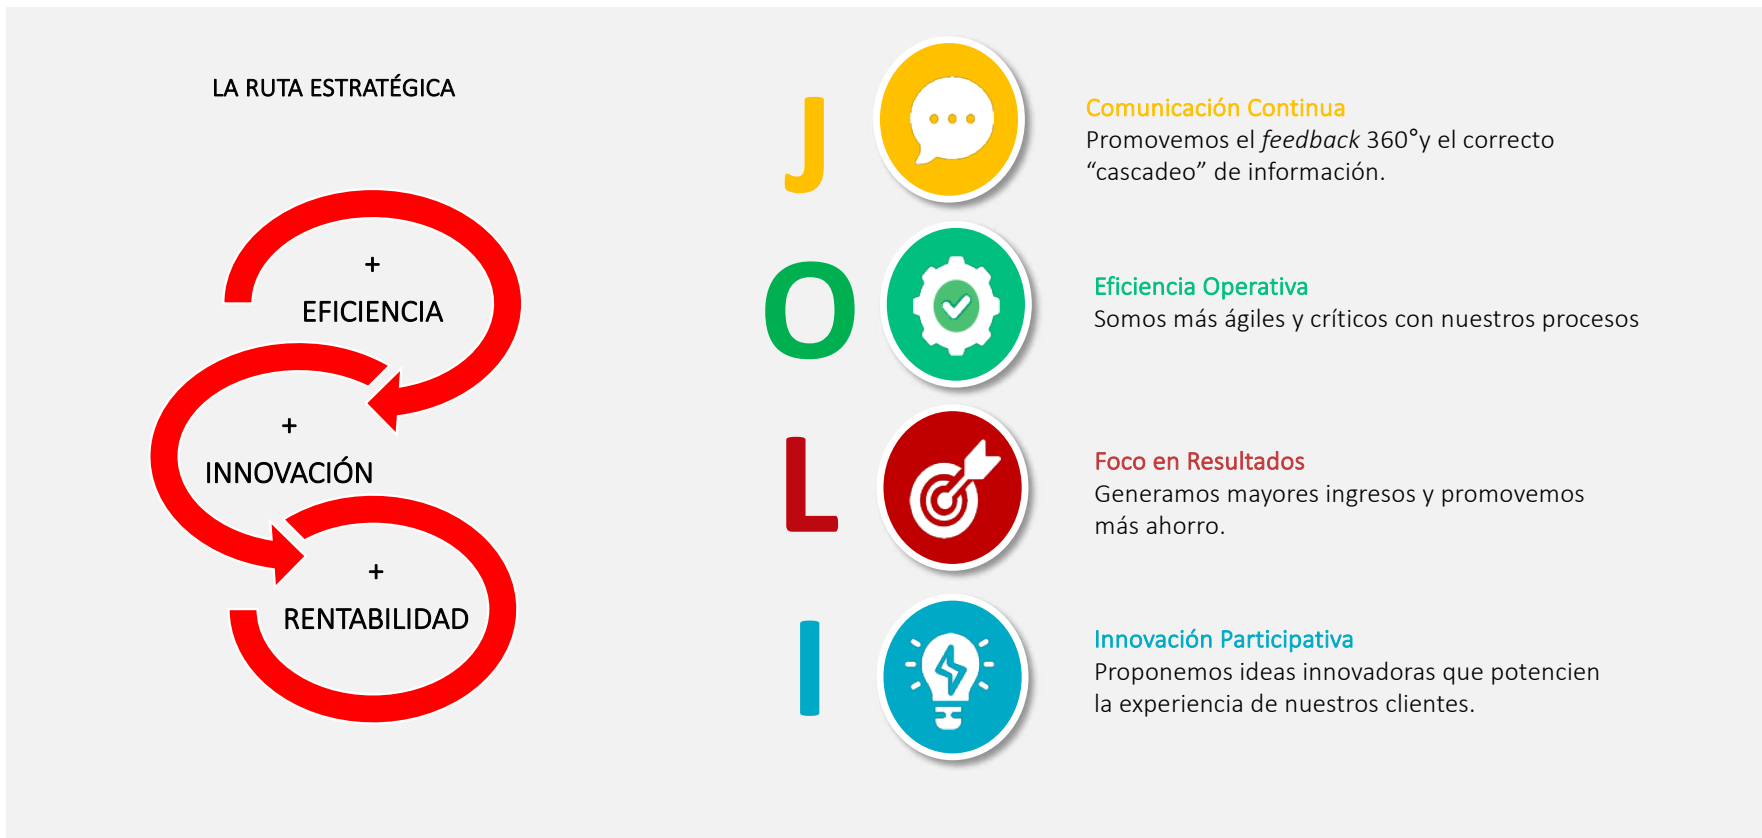 LA RUTA ESTRATÉGICA
+
EFICIENCIA
+
INNOVACIÓN
+
RENTABILIDAD
J
Comunicación Continua
Promovemos el feedback 360°y el correcto
“cascadeo” de información.
O
Eficiencia Operativa
Somos más ágiles y críticos con nuestros procesos
L
Foco en Resultados
Generamos mayores ingresos y promovemos
más ahorro.
I
Innovación Participativa
Proponemos ideas innovadoras que potencien
la experiencia de nuestros clientes.